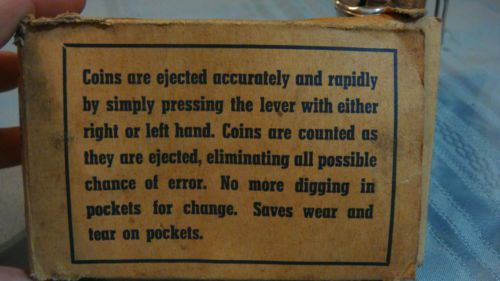 Coins are ejected accurately and rapidly
by simply pressing the lever with either
right or left hand. Coins are counted as
they are ejected, eliminating all possible
chance of error. No more digging in
pockets for change. Saves wear and
tear on pockets.